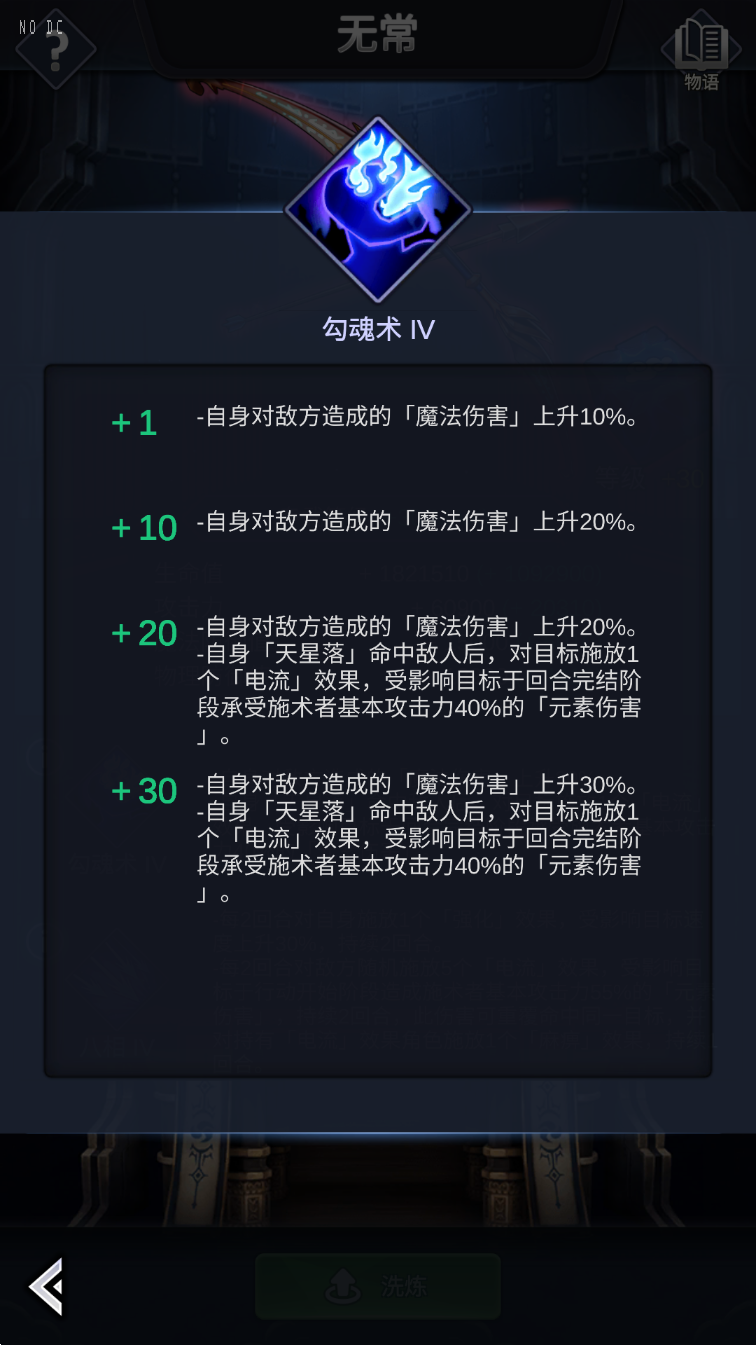 NO DC
无常
物语
勾魂术 IV
+1 -自身对敌方造成的「魔法伤害」上升10%。
+10 -自身对敌方造成的「魔法伤害」上升20%。
+20 -自身对敌方造成的「魔法伤害」上升20%。
-自身「天星落」命中敌人后，对目标施放1
个「电流」效果，受影响目标于回合完结阶
段承受施术者基本攻击力40%的「元素伤害
」。
+30 -自身对敌方造成的「魔法伤害」上升30%。
-自身「天星落」命中敌人后，对目标施放1
个「电流」效果，受影响目标于回合完结阶
段承受施术者基本攻击力40%的「元素伤害
」。
洗炼